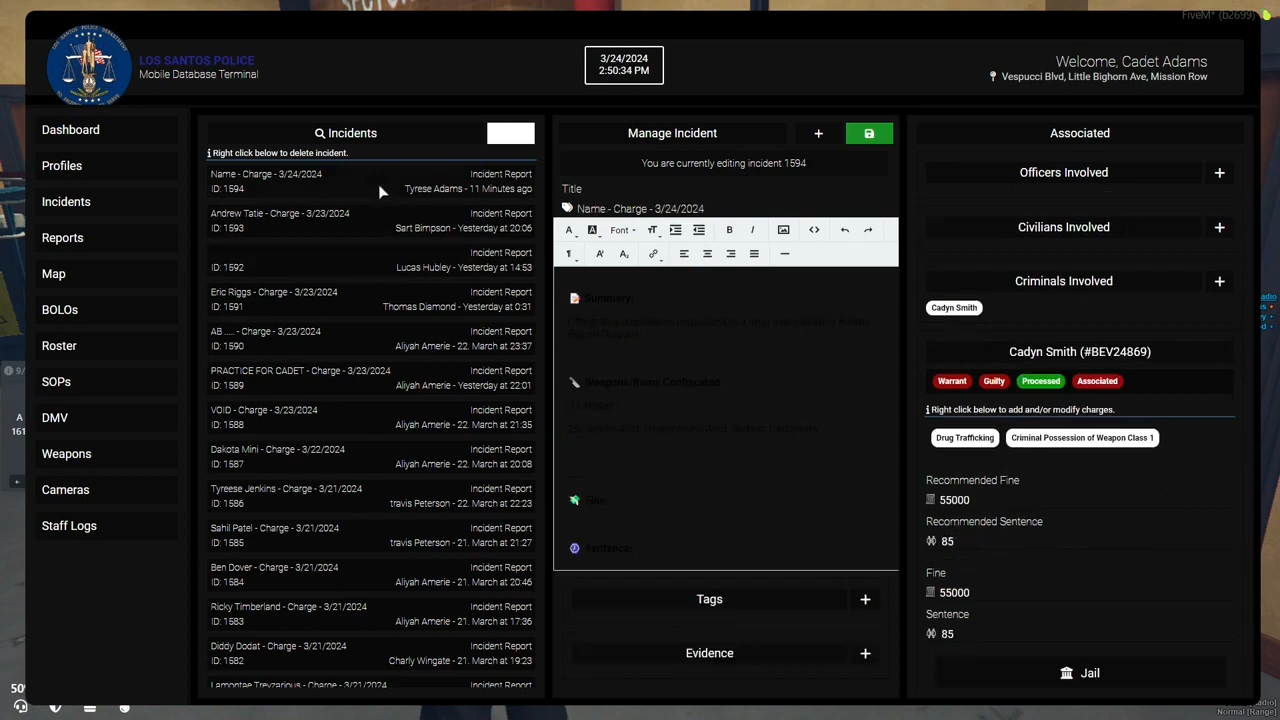 FiveM* (b2699)
LOS SANTOS POLICE
Mobile Database Terminal
3/24/2024
2:50:34 PM
Welcome, Cadet Adams
Vespucci Blvd, Little Bighorn Ave, Mission Row
Dashboard
Profiles
Incidents
Reports
Map
BOLOs
Roster
SOPs
DMV
Weapons
Cameras
Staff Logs
Incidents
Right click below to delete incident.
Name - Charge - 3/24/2024 Incident Report
ID: 1594 Tyrese Adams - 11 Minutes ago
Andrew Tatie - Charge - 3/23/2024 Incident Report
ID: 1593 Sart Bimpson - Yesterday at 20:06
Incident Report
ID: 1592 Lucas Hubley - Yesterday at 14:53
Eric Riggs - Charge - 3/23/2024 Incident Report
ID: 1591 Thomas Diamond - Yesterday at 0:31
AB ..... - Charge - 3/23/2024 Incident Report
ID: 1590 Aliyah Amerie - 22. March at 23:37
PRACTICE FOR CADET - Charge - 3/23/2024 Incident Report
ID: 1589 Aliyah Amerie - Yesterday at 22:01
VOID - Charge - 3/23/2024 Incident Report
ID: 1588 Aliyah Amerie - 22. March at 21:35
Dakota Mini - Charge - 3/22/2024 Incident Report
ID: 1587 Aliyah Amerie - 22. March at 20:08
Tyreese Jenkins - Charge - 3/21/2024 Incident Report
ID: 1586 travis Peterson - 22. March at 22:23
Sahil Patel - Charge - 3/21/2024 Incident Report
ID: 1585 travis Peterson - 21. March at 21:27
Ben Dover - Charge - 3/21/2024 Incident Report
ID: 1584 Aliyah Amerie - 21. March at 20:46
Ricky Timberland - Charge - 3/21/2024 Incident Report
ID: 1583 Aliyah Amerie - 21. March at 17:36
Diddy Dodat - Charge - 3/21/2024 Incident Report
ID: 1582 Charly Wingate - 21. March at 19:23
Lamontae Treyzarious - Charge - 3/21/2024 Incident Report
Manage Incident
You are currently editing incident 1594
Title
Name - Charge - 3/24/2024
Font
Summary:
Weapons/Items Confiscated
Fine:
Sentence:
Tags
Evidence
Associated
Officers Involved
Civilians Involved
Criminals Involved
Cadyn Smith
Cadyn Smith (#BEV24869)
Warrant Guilty Processed Associated
Right click below to add and/or modify charges.
Drug Trafficking Criminal Possession of Weapon Class 1
Recommended Fine
55000
Recommended Sentence
85
Fine
55000
Sentence
85
Jail
Normal [Range]